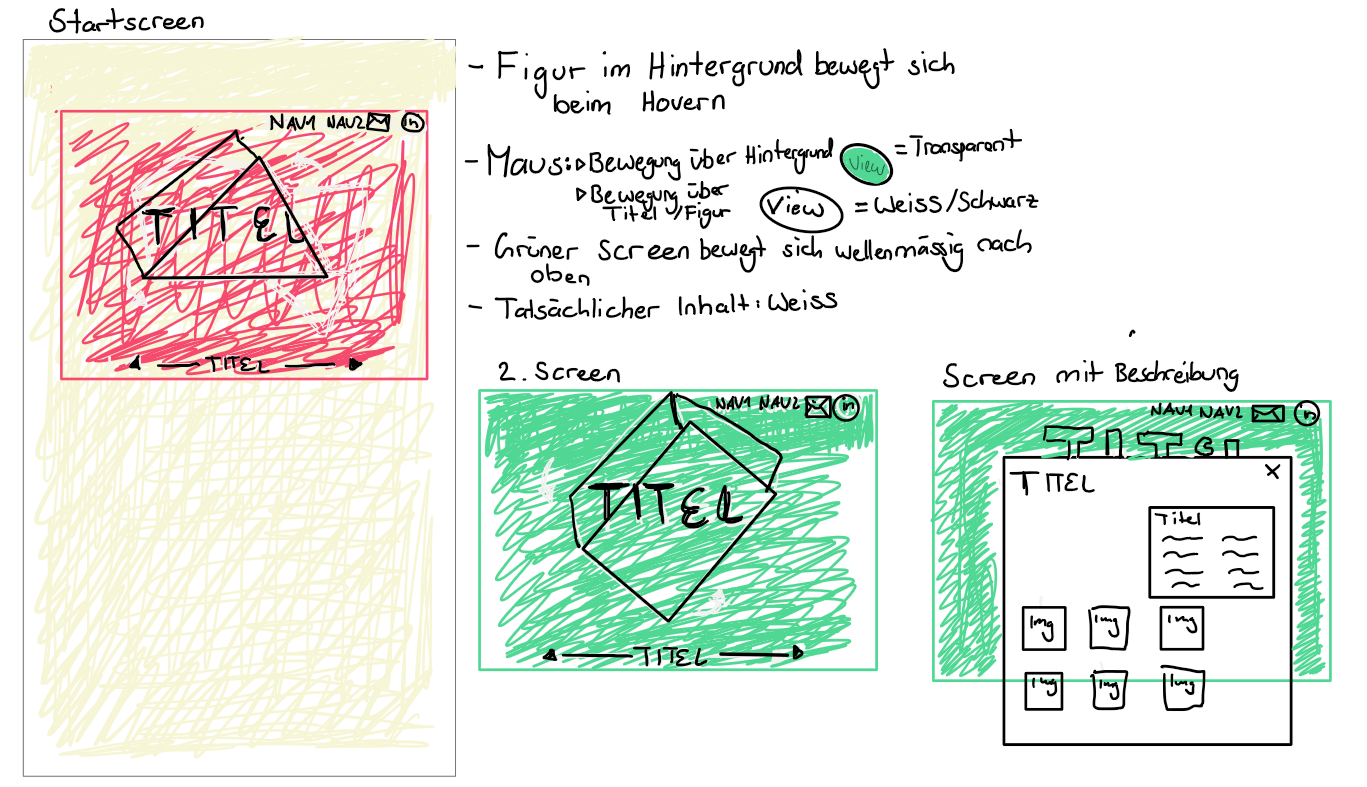 Startscreen
NAV1 NAV2 in
TITEL
TITEL
- Figur im Hintergrund bewegt sich
beim Hovern
- Maus: Bewegung über Hintergrund View = Transparent
Bewegung über
Titel / Figur View = Weiss/Schwarz
- Grüner Screen bewegt sich wellenmässig nach
oben
- Tatsächlicher Inhalt: Weiss
2. Screen
NAV1 NAV2 in
TITEL
TITEL
Screen mit Beschreibung
NAV1 NAV2 in
TITEL X
Titel
Img Img Img
Img Img Img